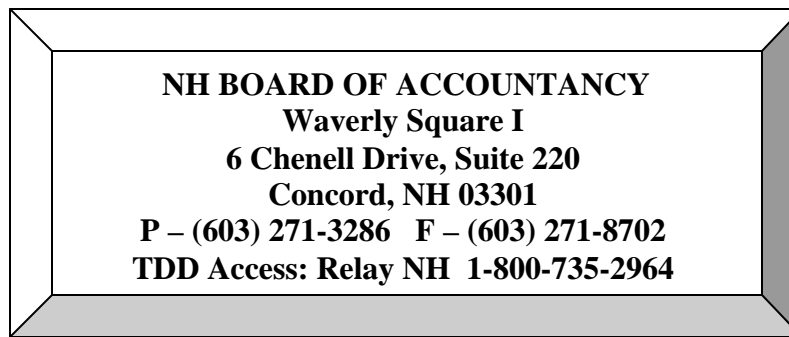 NH BOARD OF ACCOUNTANCY
Waverly Square I
6 Chenell Drive, Suite 220
Concord, NH 03301
P – (603) 271-3286   F – (603) 271-8702
TDD Access: Relay NH  1-800-735-2964